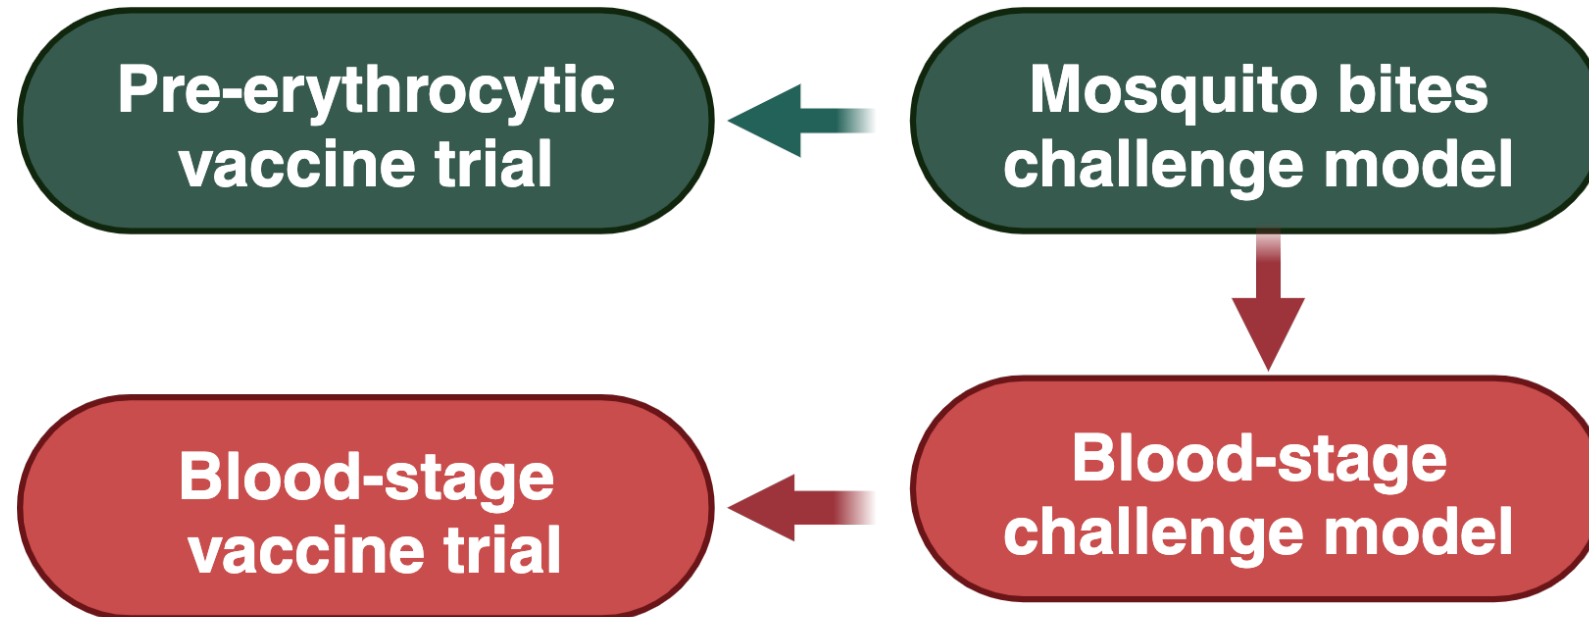 Pre-erythrocytic
vaccine trial
Mosquito bites
challenge model
Blood-stage
vaccine trial
Blood-stage
challenge model